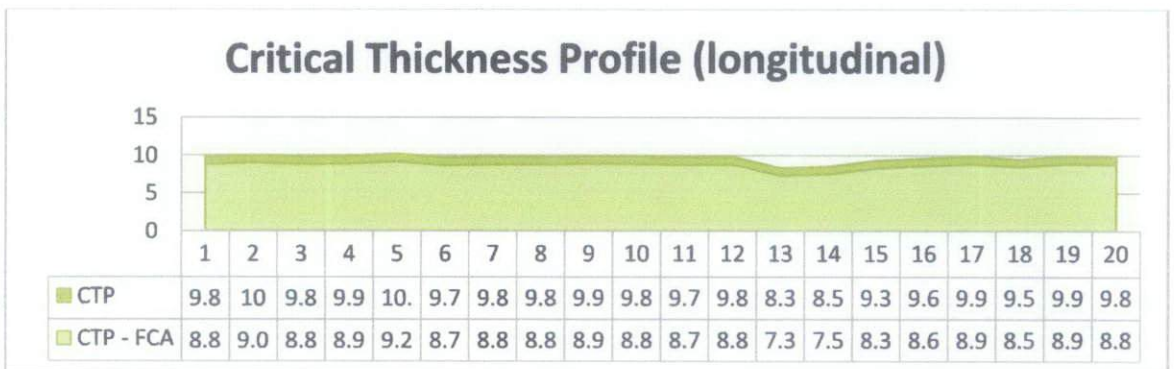 Critical Thickness Profile (longitudinal)
15
10
5
0
1 2 3 4 5 6 7 8 9 10 11 12 13 14 15 16 17 18 19 20
CTP 9.8 10 9.8 9.9 10. 9.7 9.8 9.8 9.9 9.8 9.7 9.8 8.3 8.5 9.3 9.6 9.9 9.5 9.9 9.8
CTP - FCA 8.8 9.0 8.8 8.9 9.2 8.7 8.8 8.8 8.9 8.8 8.7 8.8 7.3 7.5 8.3 8.6 8.9 8.5 8.9 8.8